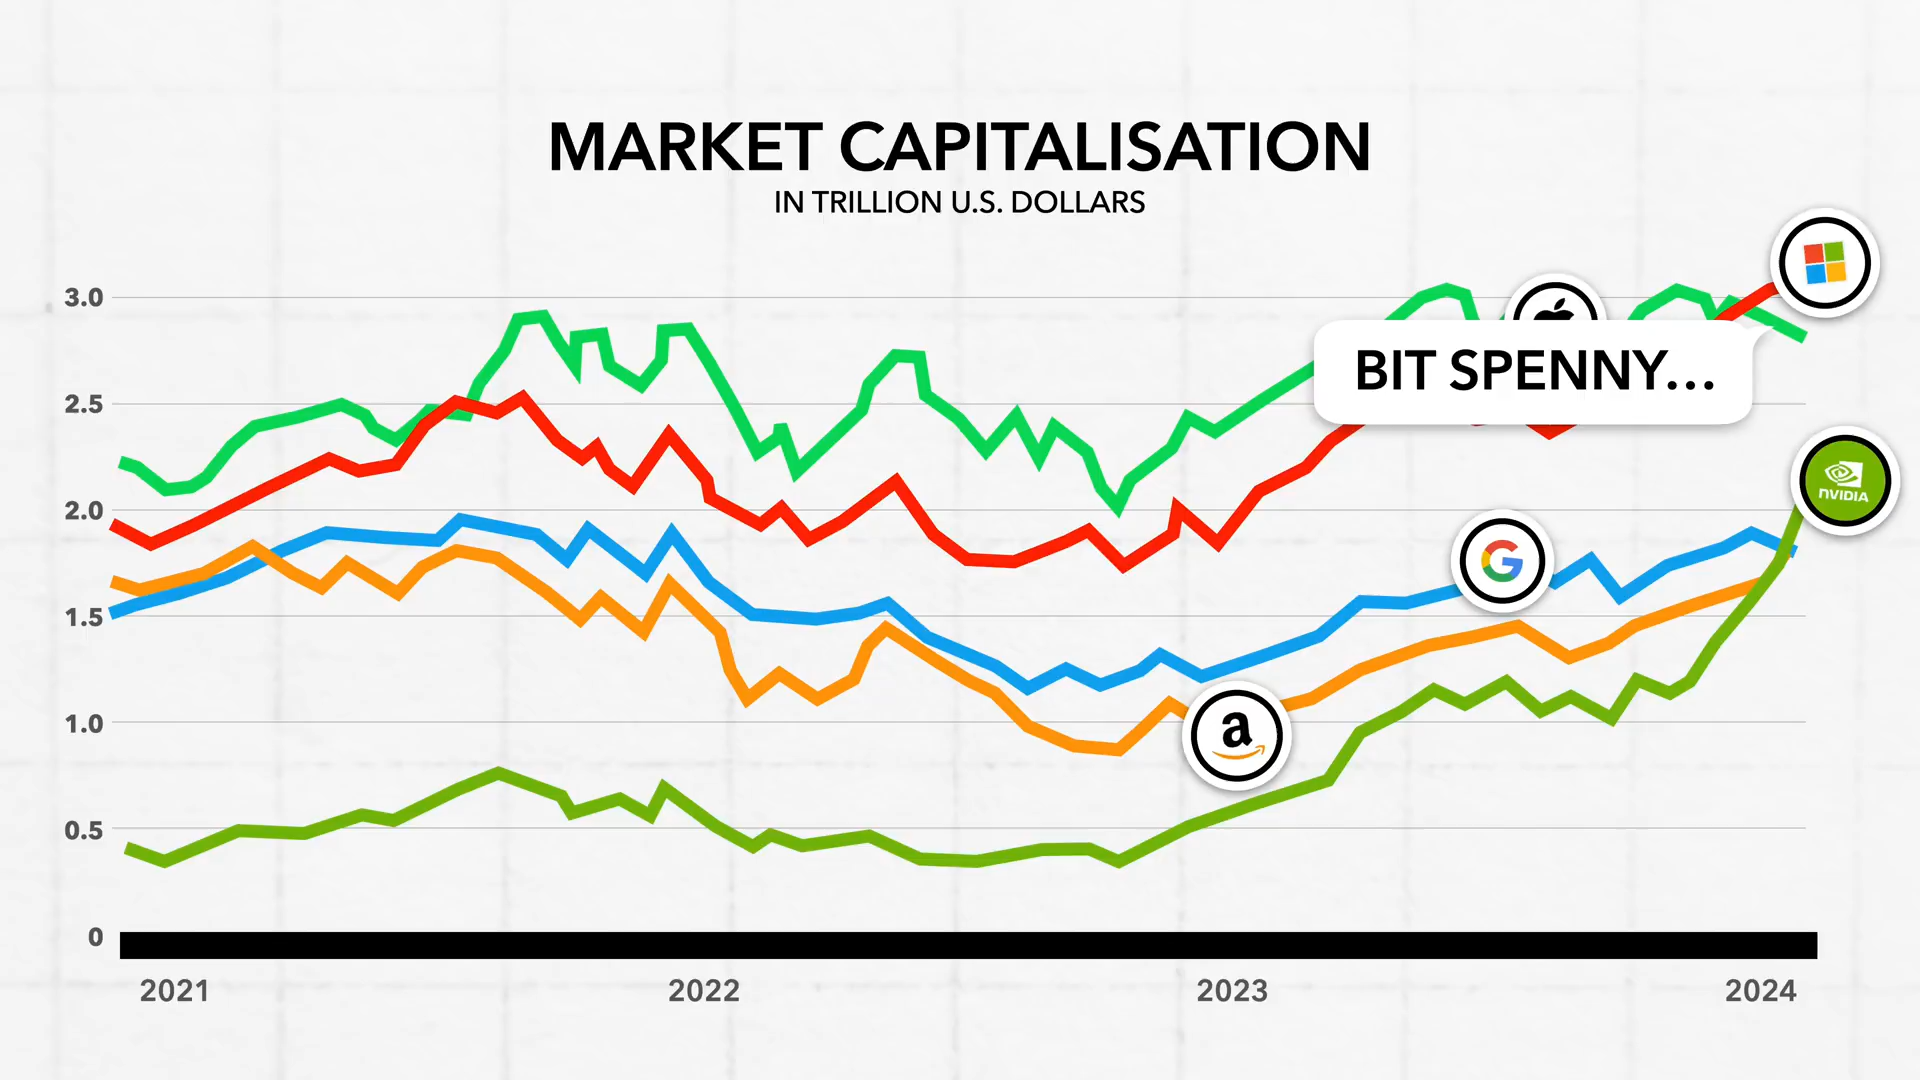 MARKET CAPITALISATION
IN TRILLION U.S. DOLLARS
3.0
BIT SPENNY...
2.5
2.0
NVIDIA
1.5
1.0
a
0.5
0
2021
2022
2023
2024